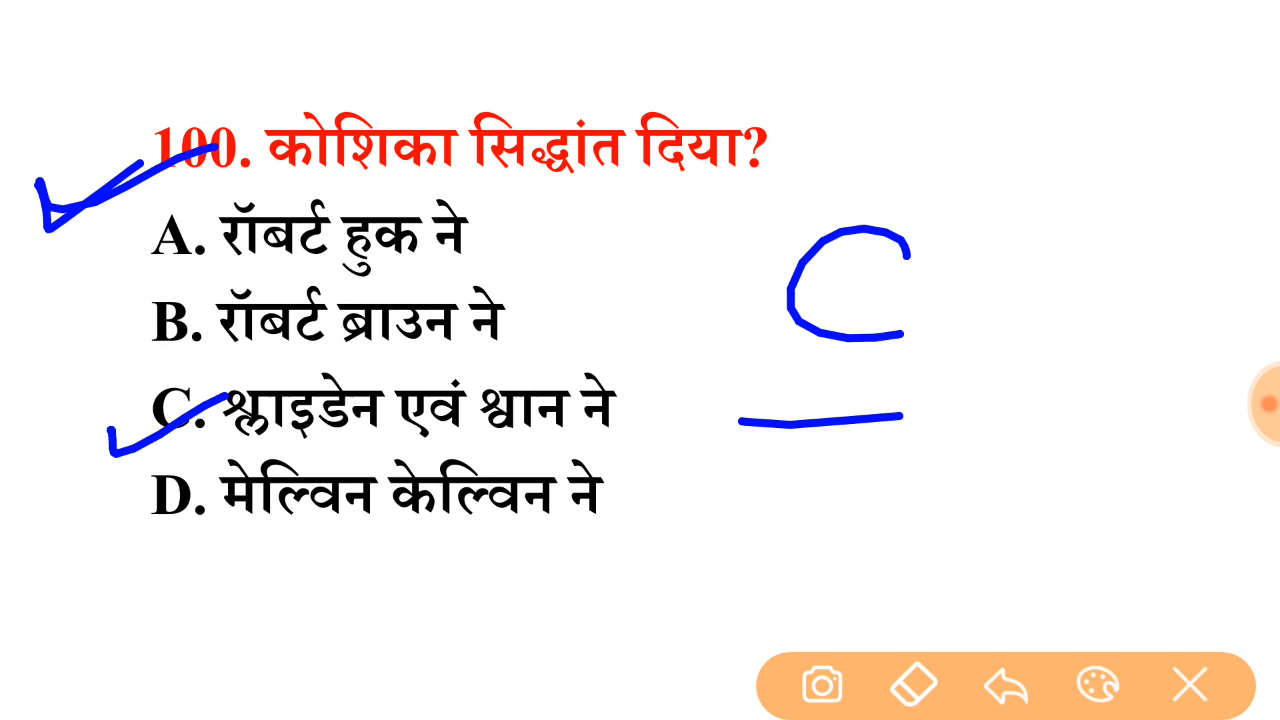 100. कोशिका सिद्धांत दिया?
A. रॉबर्ट हुक ने
B. रॉबर्ट ब्राउन ने
C
C. श्लाइडेन एवं श्वान ने
D. मेल्विन केल्विन ने